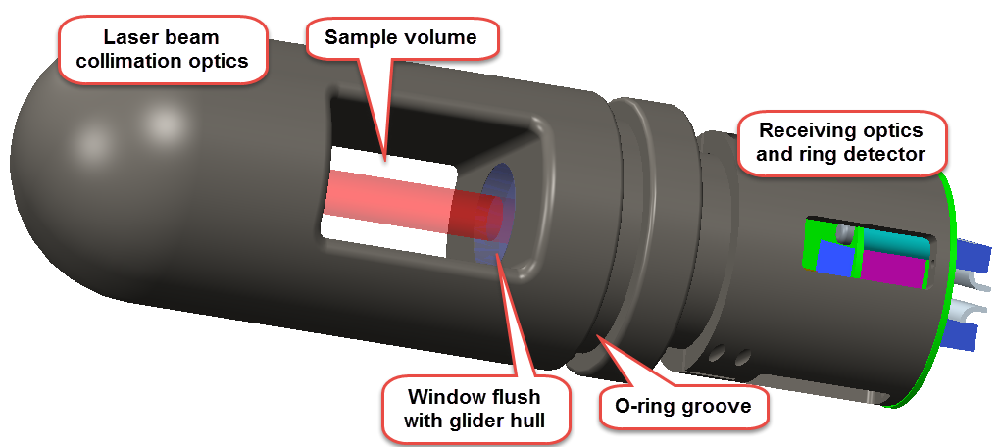 Laser beam
collimation optics
Sample volume
Receiving optics
and ring detector
Window flush
with glider hull
O-ring groove